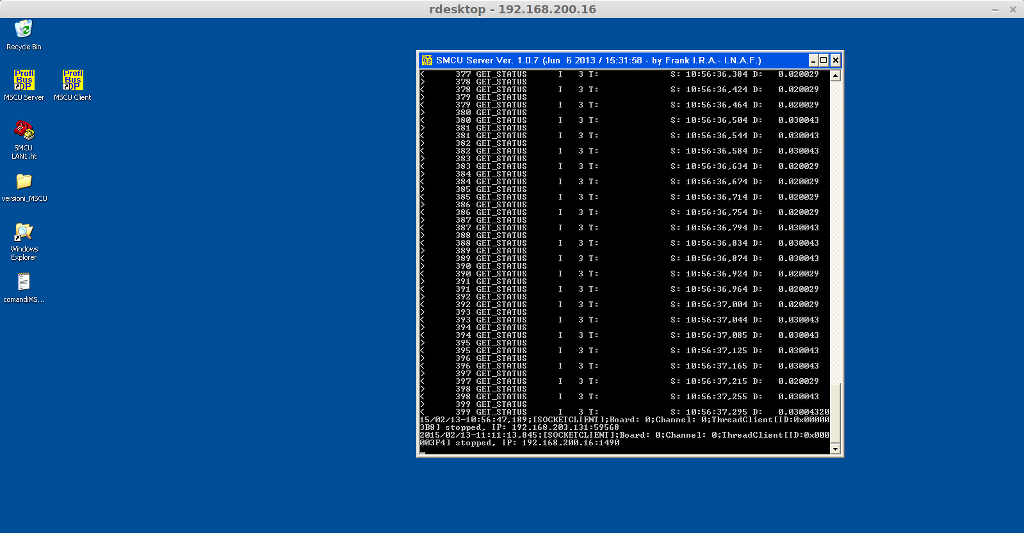 rdesktop - 192.168.200.16
Recycle Bin
Profi
Bus
DP
MSCU Server
Profi
Bus
DP
MSCU Client
SMCU
LAN1.ht
versioni_MSCU
Windows
Explorer
comandiMS...
SMCU Server Ver. 1.0.7 (Jun 6 2013 / 15:31:58 - by Frank I.R.A.- I.N.A.F.)
< 377 GET_STATUS I 3 T: S: 10:56:36,384 D: 0.020029
> 378 GET_STATUS
< 378 GET_STATUS I 3 T: S: 10:56:36,424 D: 0.020029
> 379 GET_STATUS
< 379 GET_STATUS I 3 T: S: 10:56:36,464 D: 0.020029
> 380 GET_STATUS
< 380 GET_STATUS I 3 T: S: 10:56:36,504 D: 0.030043
> 381 GET_STATUS
< 381 GET_STATUS I 3 T: S: 10:56:36,544 D: 0.030043
> 382 GET_STATUS
< 382 GET_STATUS I 3 T: S: 10:56:36,584 D: 0.030043
> 383 GET_STATUS
< 383 GET_STATUS I 3 T: S: 10:56:36,634 D: 0.020029
> 384 GET_STATUS
< 384 GET_STATUS I 3 T: S: 10:56:36,674 D: 0.020029
> 385 GET_STATUS
< 385 GET_STATUS I 3 T: S: 10:56:36,714 D: 0.020029
> 386 GET_STATUS
< 386 GET_STATUS I 3 T: S: 10:56:36,754 D: 0.020029
> 387 GET_STATUS
< 387 GET_STATUS I 3 T: S: 10:56:36,794 D: 0.030043
> 388 GET_STATUS
< 388 GET_STATUS I 3 T: S: 10:56:36,834 D: 0.030043
> 389 GET_STATUS
< 389 GET_STATUS I 3 T: S: 10:56:36,874 D: 0.030043
> 390 GET_STATUS
< 390 GET_STATUS I 3 T: S: 10:56:36,924 D: 0.020029
> 391 GET_STATUS
< 391 GET_STATUS I 3 T: S: 10:56:36,964 D: 0.020029
> 392 GET_STATUS
< 392 GET_STATUS I 3 T: S: 10:56:37,004 D: 0.020029
> 393 GET_STATUS
< 393 GET_STATUS I 3 T: S: 10:56:37,044 D: 0.030043
> 394 GET_STATUS
< 394 GET_STATUS I 3 T: S: 10:56:37,085 D: 0.030043
> 395 GET_STATUS
< 395 GET_STATUS I 3 T: S: 10:56:37,125 D: 0.030043
> 396 GET_STATUS
< 396 GET_STATUS I 3 T: S: 10:56:37,165 D: 0.030043
> 397 GET_STATUS
< 397 GET_STATUS I 3 T: S: 10:56:37,215 D: 0.020029
> 398 GET_STATUS
< 398 GET_STATUS I 3 T: S: 10:56:37,255 D: 0.030043
> 399 GET_STATUS
< 399 GET_STATUS I 3 T: S: 10:56:37,295 D: 0.03004320
15/02/13-10:56:47,189;[SOCKETCLIENT];Board: 0;Channel: 0;ThreadClient[ID:0x00000
3D8] stopped, IP: 192.168.203.131:59568
2015/02/13-11:11:13,845;[SOCKETCLIENT];Board: 0;Channel: 0;ThreadClient[ID:0x000
003F4] stopped, IP: 192.168.200.16:1490